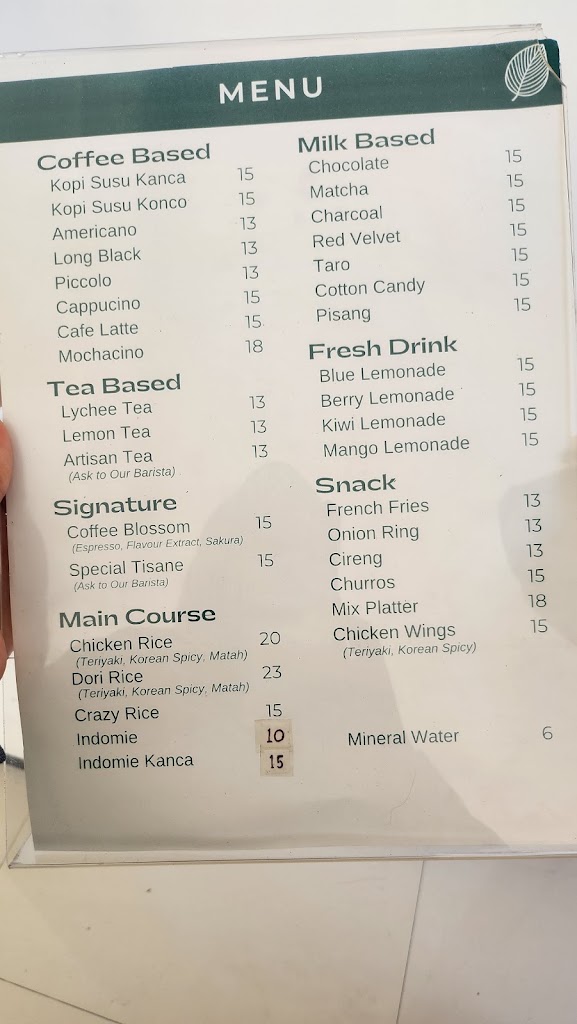 MENU
Coffee Based
Kopi Susu Kanca 15
Kopi Susu Konco 15
Americano 13
Long Black 13
Piccolo 13
Cappucino 15
Cafe Latte 15
Mochacino 18
Tea Based
Lychee Tea 13
Lemon Tea 13
Artisan Tea 13
(Ask to Our Barista)
Signature
Coffee Blossom 15
(Espresso, Flavour Extract, Sakura)
Special Tisane 15
(Ask to Our Barista)
Main Course
Chicken Rice 20
(Teriyaki, Korean Spicy, Matah)
Dori Rice 23
(Teriyaki, Korean Spicy, Matah)
Crazy Rice 15
Indomie 10
Indomie Kanca 15
Milk Based
Chocolate 15
Matcha 15
Charcoal 15
Red Velvet 15
Taro 15
Cotton Candy 15
Pisang 15
Fresh Drink
Blue Lemonade 15
Berry Lemonade 15
Kiwi Lemonade 15
Mango Lemonade 15
Snack
French Fries 13
Onion Ring 13
Cireng 13
Churros 15
Mix Platter 18
Chicken Wings 15
(Teriyaki, Korean Spicy)
Mineral Water 6